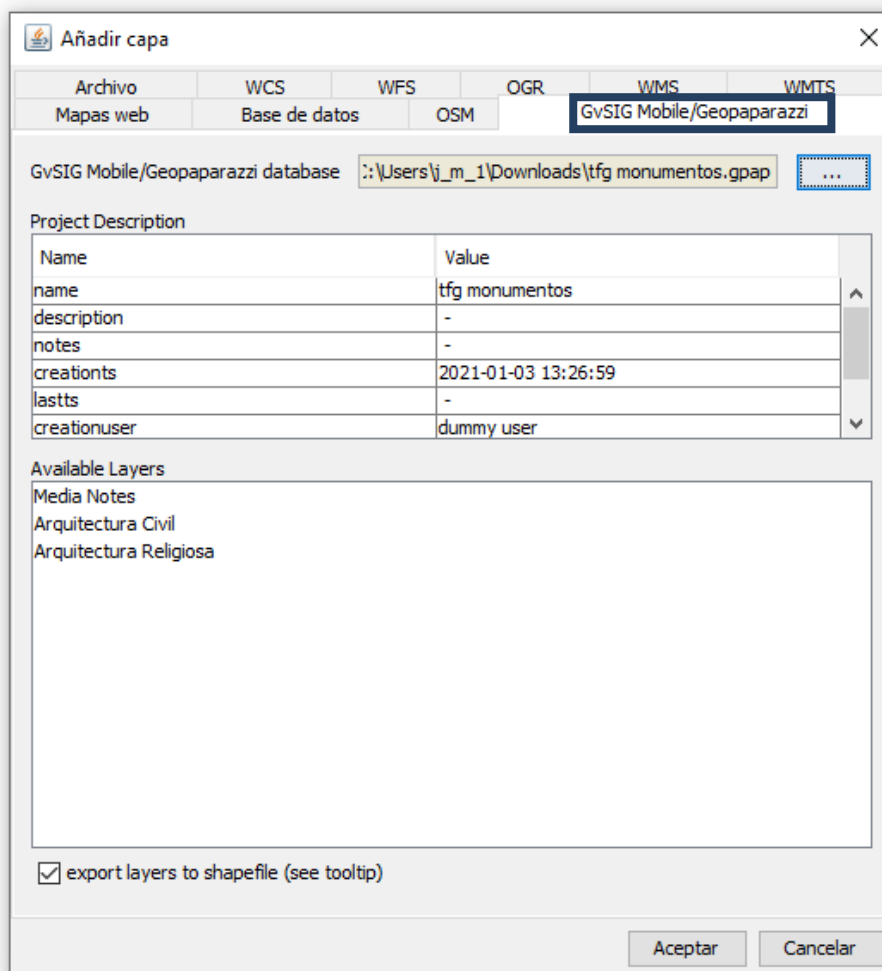 Añadir capa
Archivo WCS WFS OGR WMS WMTS
Mapas web Base de datos OSM GvSIG Mobile/Geopaparazzi
GvSIG Mobile/Geopaparazzi database :\Users\j_m_1\Downloads\tfg monumentos.gpap ...
Project Description
Name Value
name tfg monumentos
description -
notes -
creationts 2021-01-03 13:26:59
lastts -
creationuser dummy user
Available Layers
Media Notes
Arquitectura Civil
Arquitectura Religiosa
export layers to shapefile (see tooltip)
Aceptar Cancelar